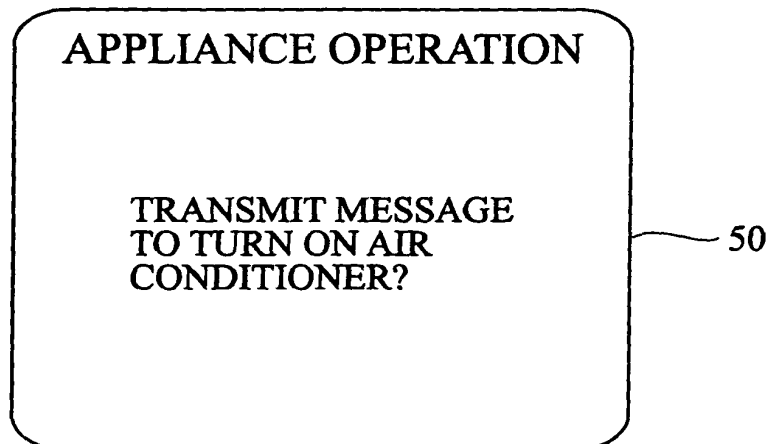 APPLIANCE OPERATION
TRANSMIT MESSAGE
TO TURN ON AIR
CONDITIONER?
50